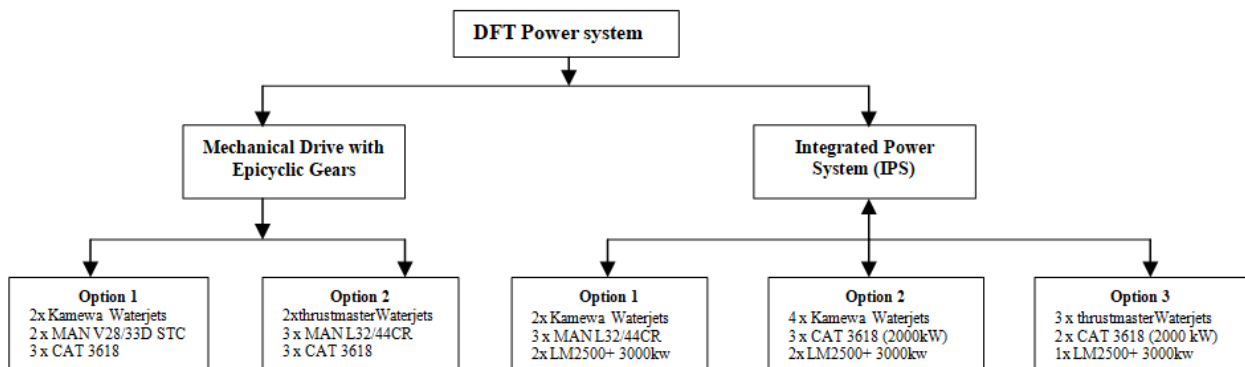 DFT Power system
Mechanical Drive with
Epicyclic Gears
Integrated Power
System (IPS)
Option 1
2x Kamewa Waterjets
2 x MAN V28/33D STC
3 x CAT 3618
Option 2
2xthrustmasterWaterjets
3 x MAN L32/44CR
3 x CAT 3618
Option 1
2x Kamewa Waterjets
3 x MAN L32/44CR
2x LM2500+ 3000kw
Option 2
4 x Kamewa Waterjets
3 x CAT 3618 (2000kW)
2x LM2500+ 3000kw
Option 3
3 x thrustmasterWaterjets
2 x CAT 3618 (2000 kW)
1x LM2500+ 3000kw